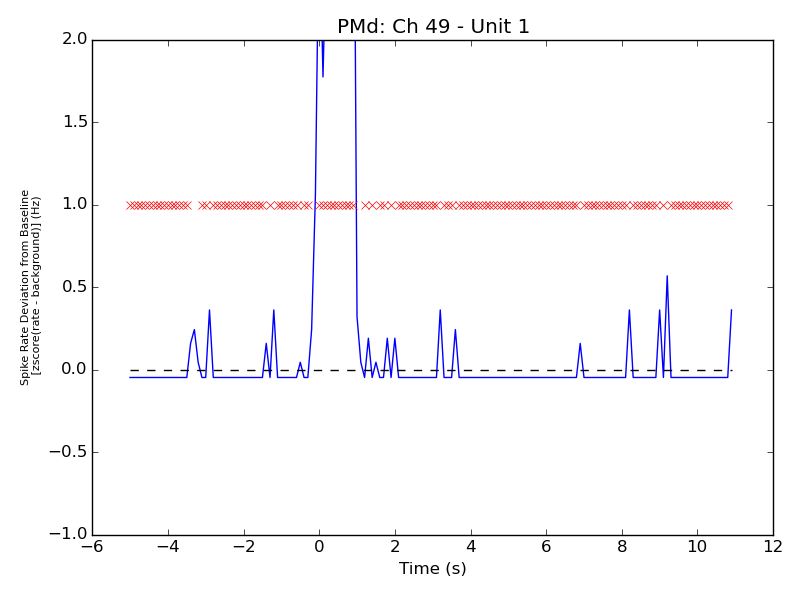 PMd: Ch 49 - Unit 1
2.0
1.5
1.0
0.5
0.0
−0.5
−1.0
Spike Rate Deviation from Baseline
[zscore(rate - background)] (Hz)
−6 −4 −2 0 2 4 6 8 10 12
Time (s)